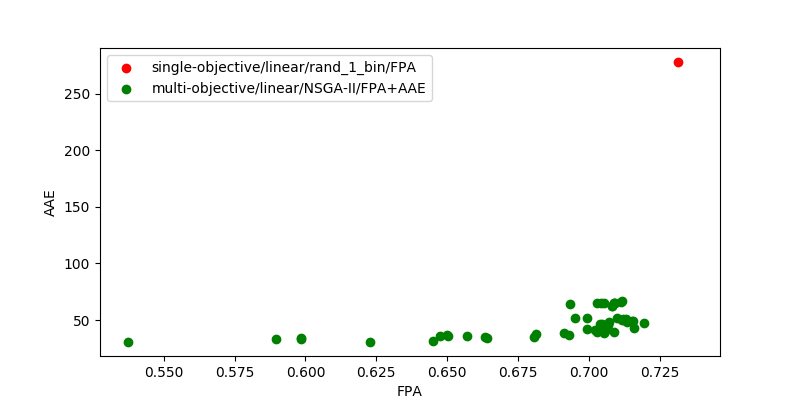 single-objective/linear/rand_1_bin/FPA
multi-objective/linear/NSGA-II/FPA+AAE
250
200
150
100
50
AAE
0.550 0.575 0.600 0.625 0.650 0.675 0.700 0.725
FPA